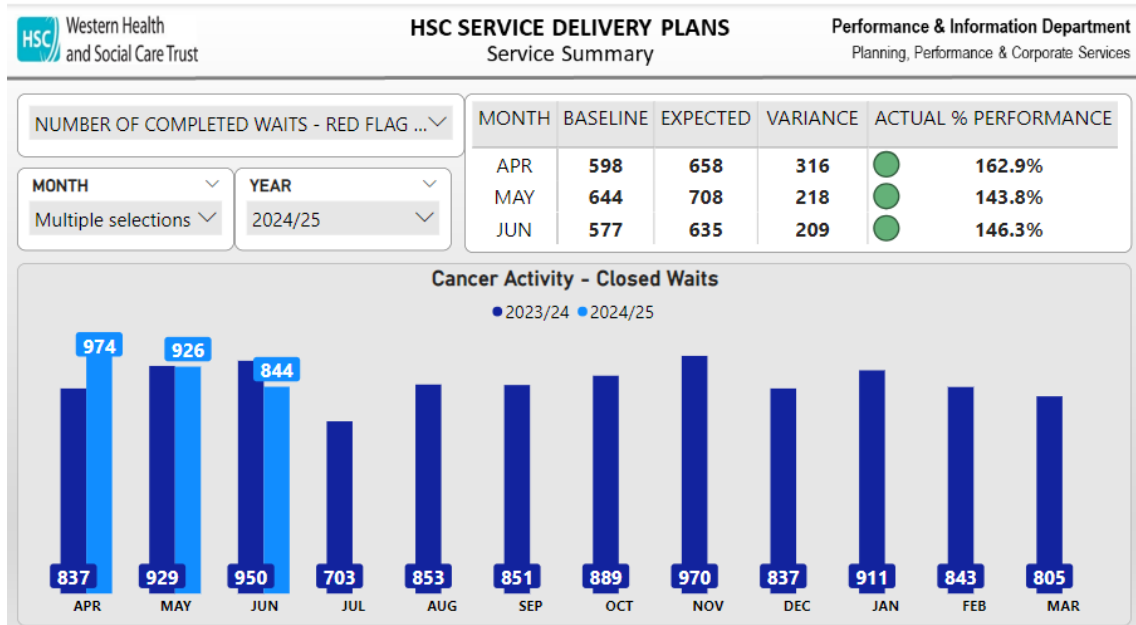 HSC
Western Health
and Social Care Trust
HSC SERVICE DELIVERY PLANS
Service Summary
Performance & Information Department
Planning, Performance & Corporate Services
NUMBER OF COMPLETED WAITS - RED FLAG ...
MONTH
Multiple selections
YEAR
2024/25
MONTH BASELINE EXPECTED VARIANCE ACTUAL % PERFORMANCE
APR 598 658 316 162.9%
MAY 644 708 218 143.8%
JUN 577 635 209 146.3%
Cancer Activity - Closed Waits
2023/24 2024/25
974 926 844
837 929 950 703 853 851 889 970 837 911 843 805
APR MAY JUN JUL AUG SEP OCT NOV DEC JAN FEB MAR